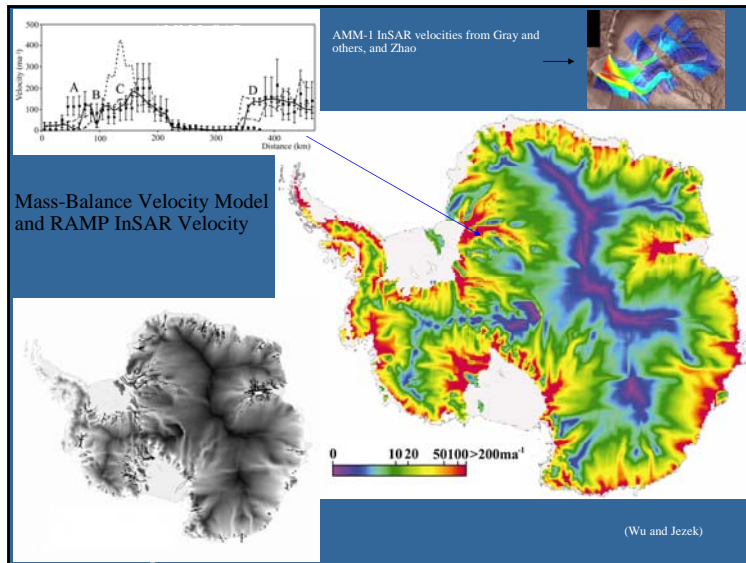 500
400
300
200
100
0
Velocity (ma⁻¹)
A
B
C
D
0
100
200
300
400
Distance (km)
AMM-1 InSAR velocities from Gray and
others, and Zhao
Mass-Balance Velocity Model
and RAMP InSAR Velocity
0 10 20 50 100 >200ma⁻¹
(Wu and Jezek)